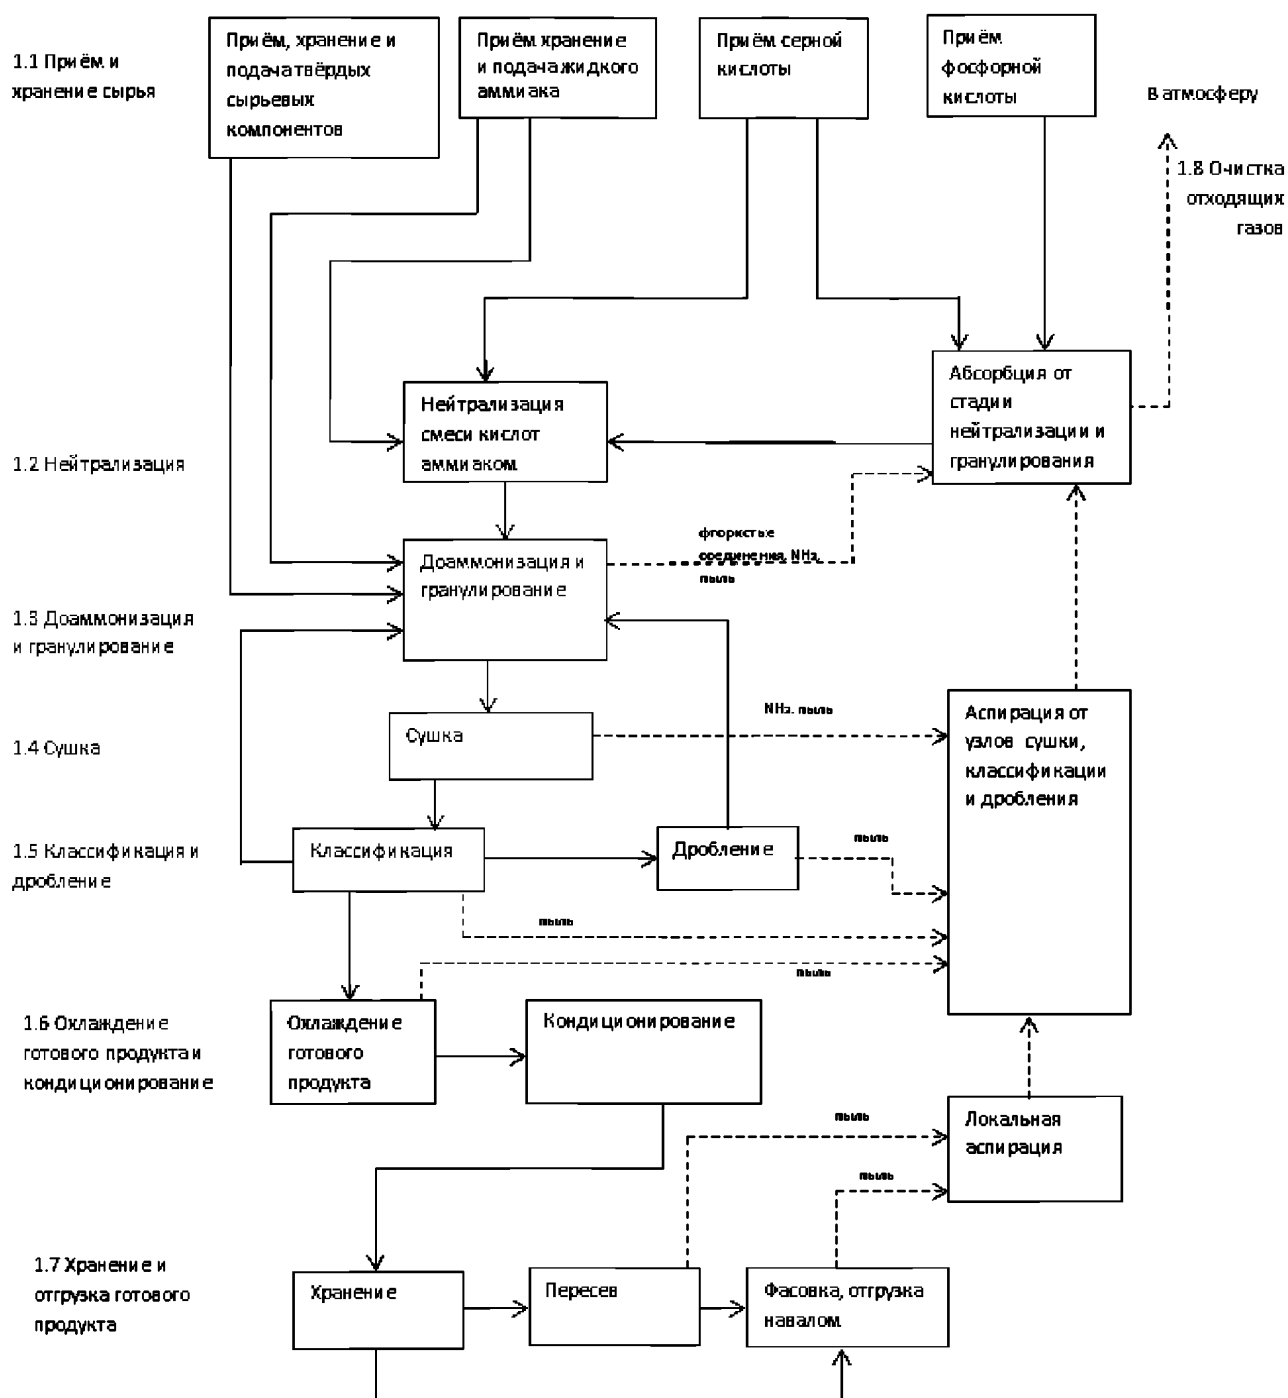 1.1 Приём и
хранение сырья
Приём, хранение и
подача твёрдых
сырьевых
компонентов
Приём хранение
и подача жидкого
аммиака
Приём серной
кислоты
Приём
фосфорной
кислоты
В атмосферу
1.8 Очистка
отходящих
газов
Нейтрализация
смеси кислот
аммиаком
Абсорбция от
стадии
нейтрализации и
гранулирования
1.2 Нейтрализация
фтористые
соединения, NH₃,
пыль
Доаммонизация и
гранулирование
1.3 Доаммонизация
и гранулирование
NH₃, пыль
Аспирация от
узлов сушки,
классификации
и дробления
1.4 Сушка
Сушка
1.5 Классификация и
дробление
Классификация
Дробление
пыль
пыль
пыль
1.6 Охлаждение
готового продукта и
кондиционирование
Охлаждение
готового
продукта
Кондиционирование
пыль
Локальная
аспирация
пыль
1.7 Хранение и
отгрузка готового
продукта
Хранение
Пересев
Фасовка, отгрузка
навалом